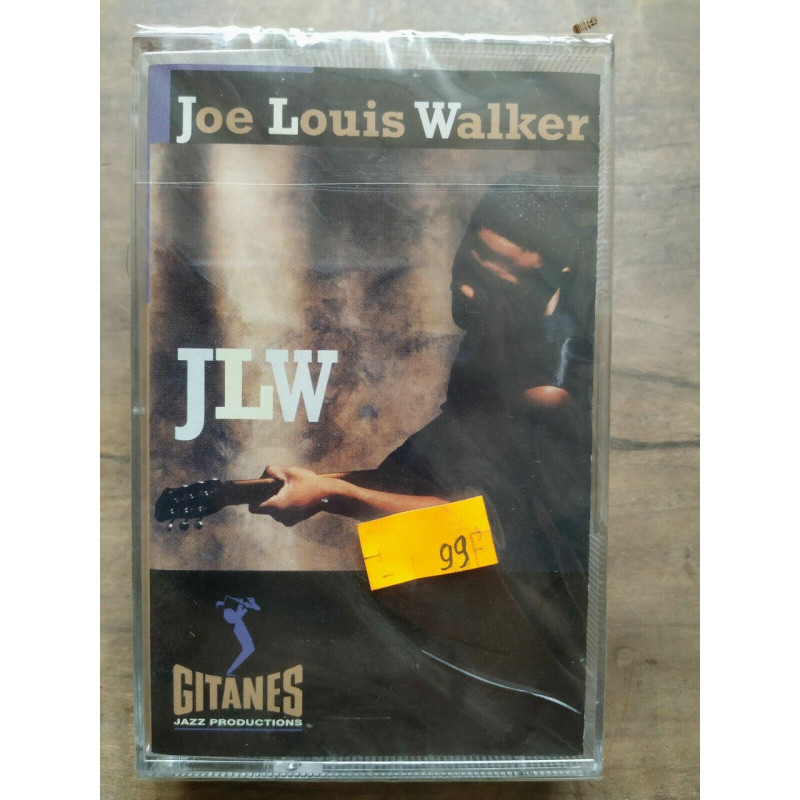 Joe Louis Walker
JLW
99F
GITANES
JAZZ PRODUCTIONS